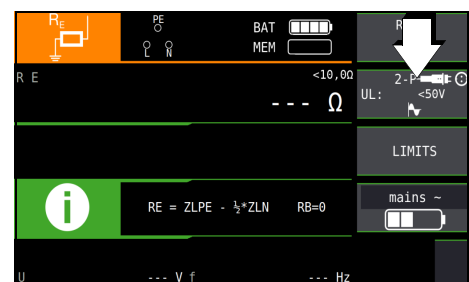 RE
PE
L N
BAT
MEM
R
R E
<10,0Ω
--- Ω
2-P
UL: <50V
LIMITS
i
RE = ZLPE - ½*ZLN RB=0
mains ~
U --- V f --- Hz